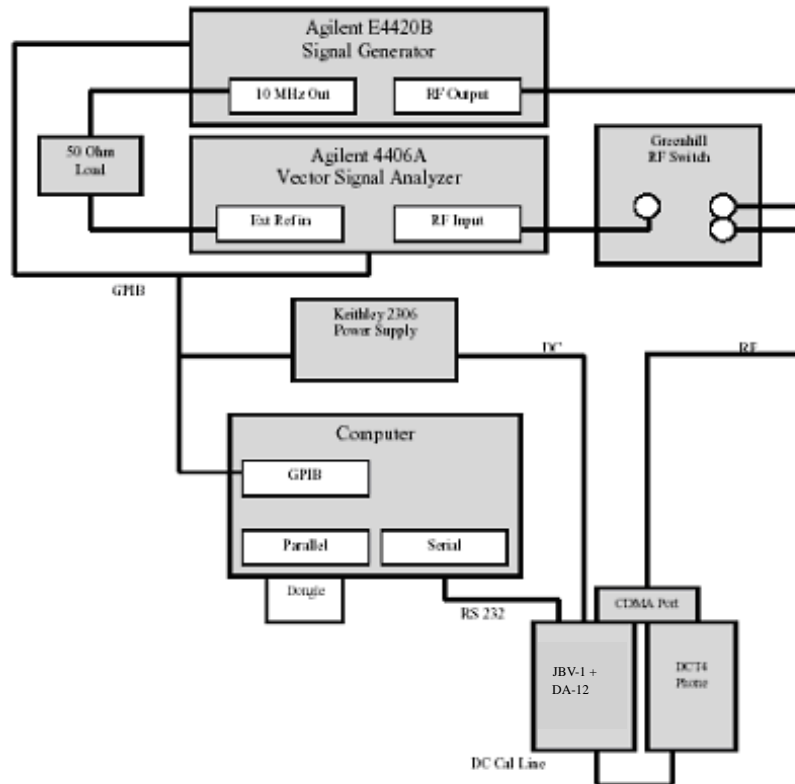 Agilent E4420B
Signal Generator
10 MHz Out
RF Output
50 Ohm
Load
Agilent 4406A
Vector Signal Analyzer
Ext Ref in
RF Input
Greenhill
RF Switch
GPIB
Keithley 2306
Power Supply
DC
RF
Computer
GPIB
Parallel
Serial
Dongle
RS 232
CDMA Port
JBV-1 +
DA-12
DCT4
Phone
DC Cal Line